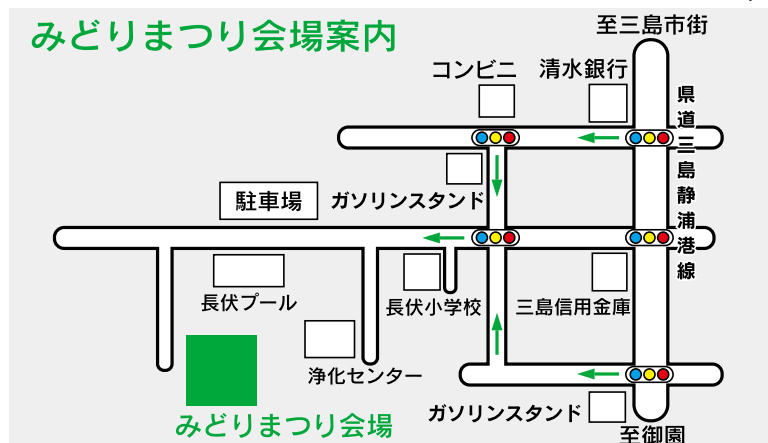 みどりまつり会場案内
至三島市街
コンビニ
清水銀行
県道三島静浦港線
駐車場
ガソリンスタンド
長伏プール
長伏小学校
三島信用金庫
浄化センター
みどりまつり会場
ガソリンスタンド
至御園